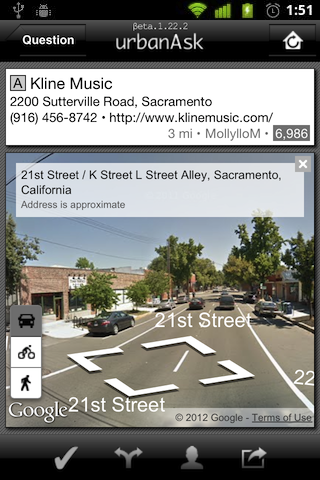 1:51
Question
βeta.1.22.2
urbanAsk
A Kline Music
2200 Sutterville Road, Sacramento
(916) 456-8742 • http://www.klinemusic.com/
3 mi • MollylloM • 6,986
21st Street / K Street L Street Alley, Sacramento,
California
Address is approximate
21st Street
22
21st Street
Google
© 2012 Google - Terms of Use